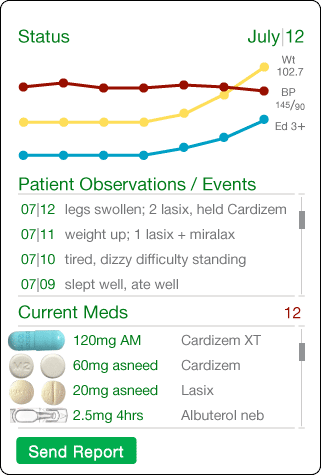 Status
July|12
Wt
102.7
BP
145/90
Ed 3+
Patient Observations / Events
07|12 legs swollen; 2 lasix, held Cardizem
07|11 weight up; 1 lasix + miralax
07|10 tired, dizzy difficulty standing
07|09 slept well, ate well
Current Meds 12
120mg AM Cardizem XT
V2 60mg asneed Cardizem
20mg asneed Lasix
2.5mg 4hrs Albuterol neb
Send Report